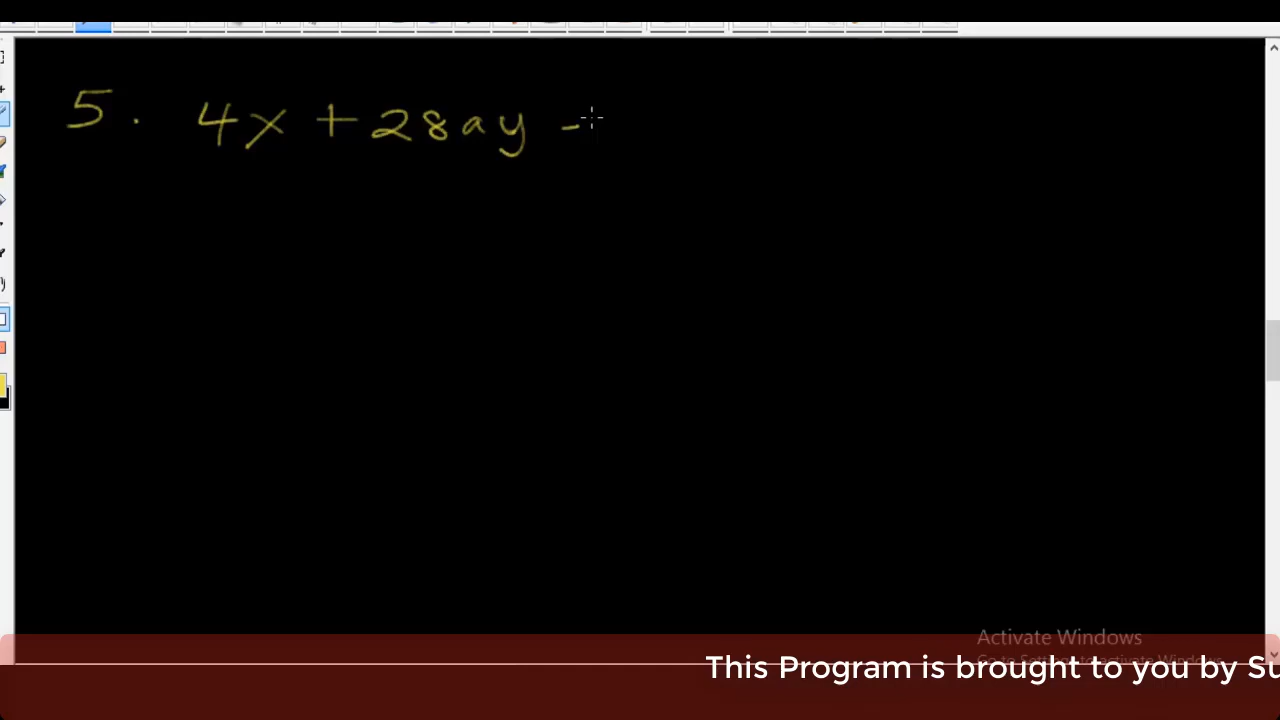 5. 4x + 28ay -
Activate Windows
This Program is brought to you by Su